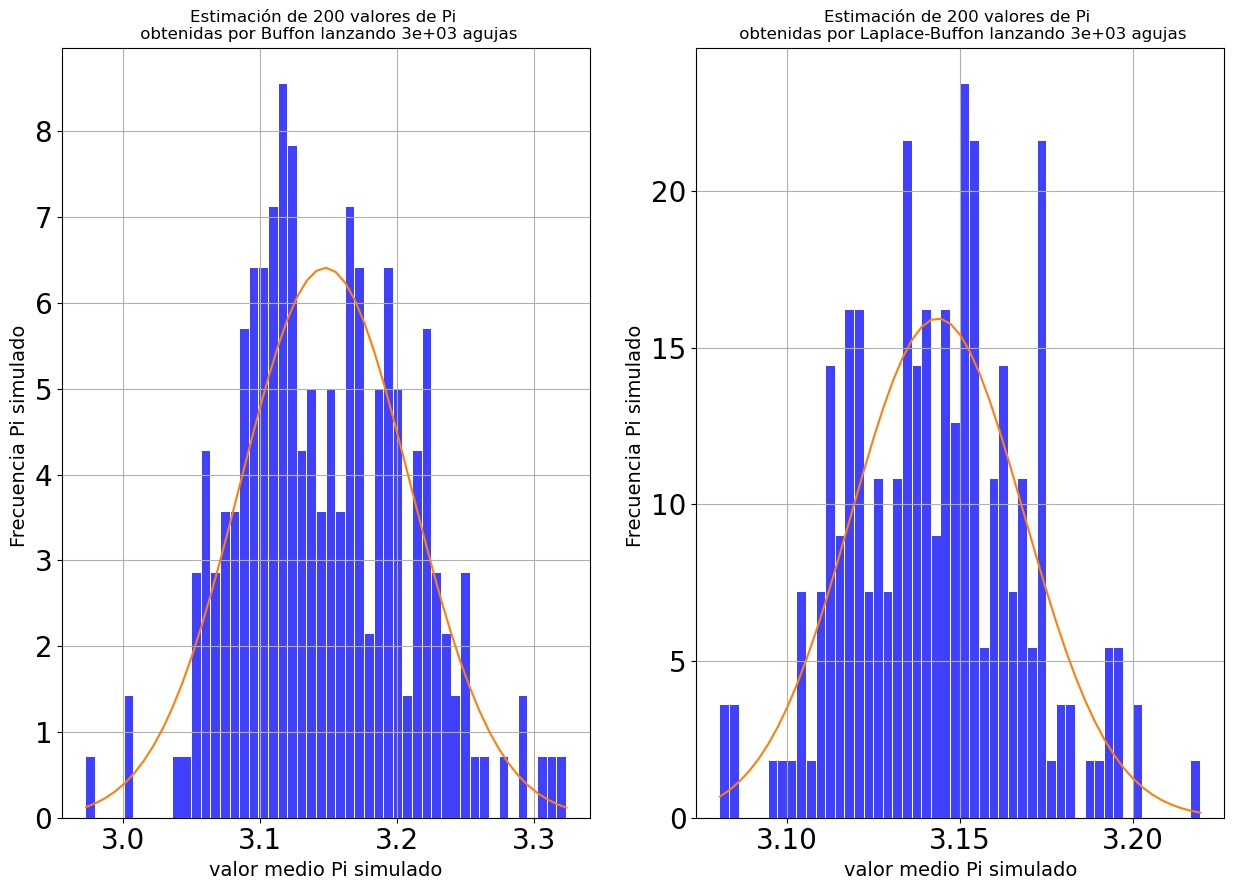 Estimación de 200 valores de Pi
obtenidas por Buffon lanzando 3e+03 agujas
Frecuencia Pi simulado
8
7
6
5
4
3
2
1
0
3.0 3.1 3.2 3.3
valor medio Pi simulado
Estimación de 200 valores de Pi
obtenidas por Laplace-Buffon lanzando 3e+03 agujas
Frecuencia Pi simulado
20
15
10
5
0
3.10 3.15 3.20
valor medio Pi simulado